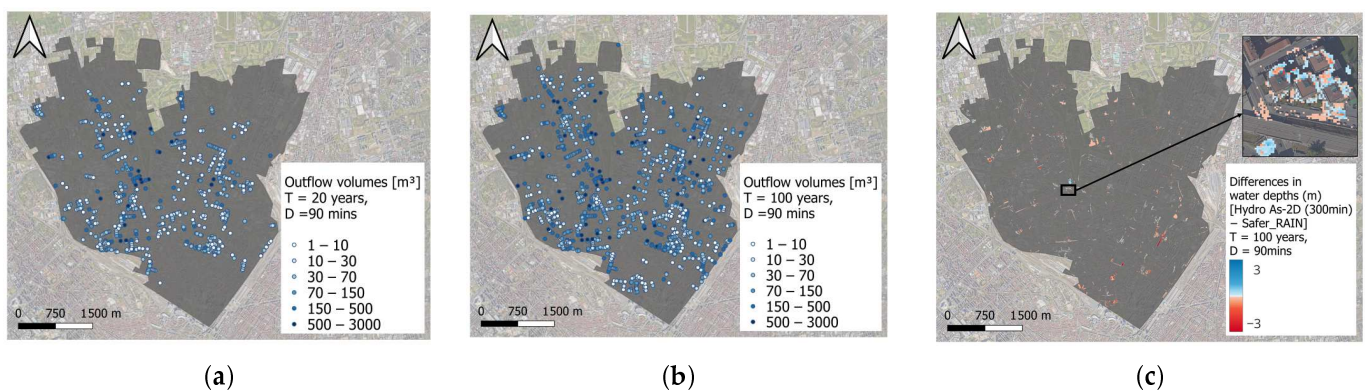 Outflow volumes [m³]
T = 20 years,
D =90 mins
1 – 10
10 – 30
30 – 70
70 – 150
150 – 500
500 – 3000
0 750 1500 m
(a)
Outflow volumes [m³]
T = 100 years,
D =90 mins
1 – 10
10 – 30
30 – 70
70 – 150
150 – 500
500 – 3000
0 750 1500 m
(b)
Differences in
water depths (m)
[Hydro As-2D (300min)
– Safer_RAIN]
T = 100 years,
D = 90mins
3
−3
0 750 1500 m
(c)